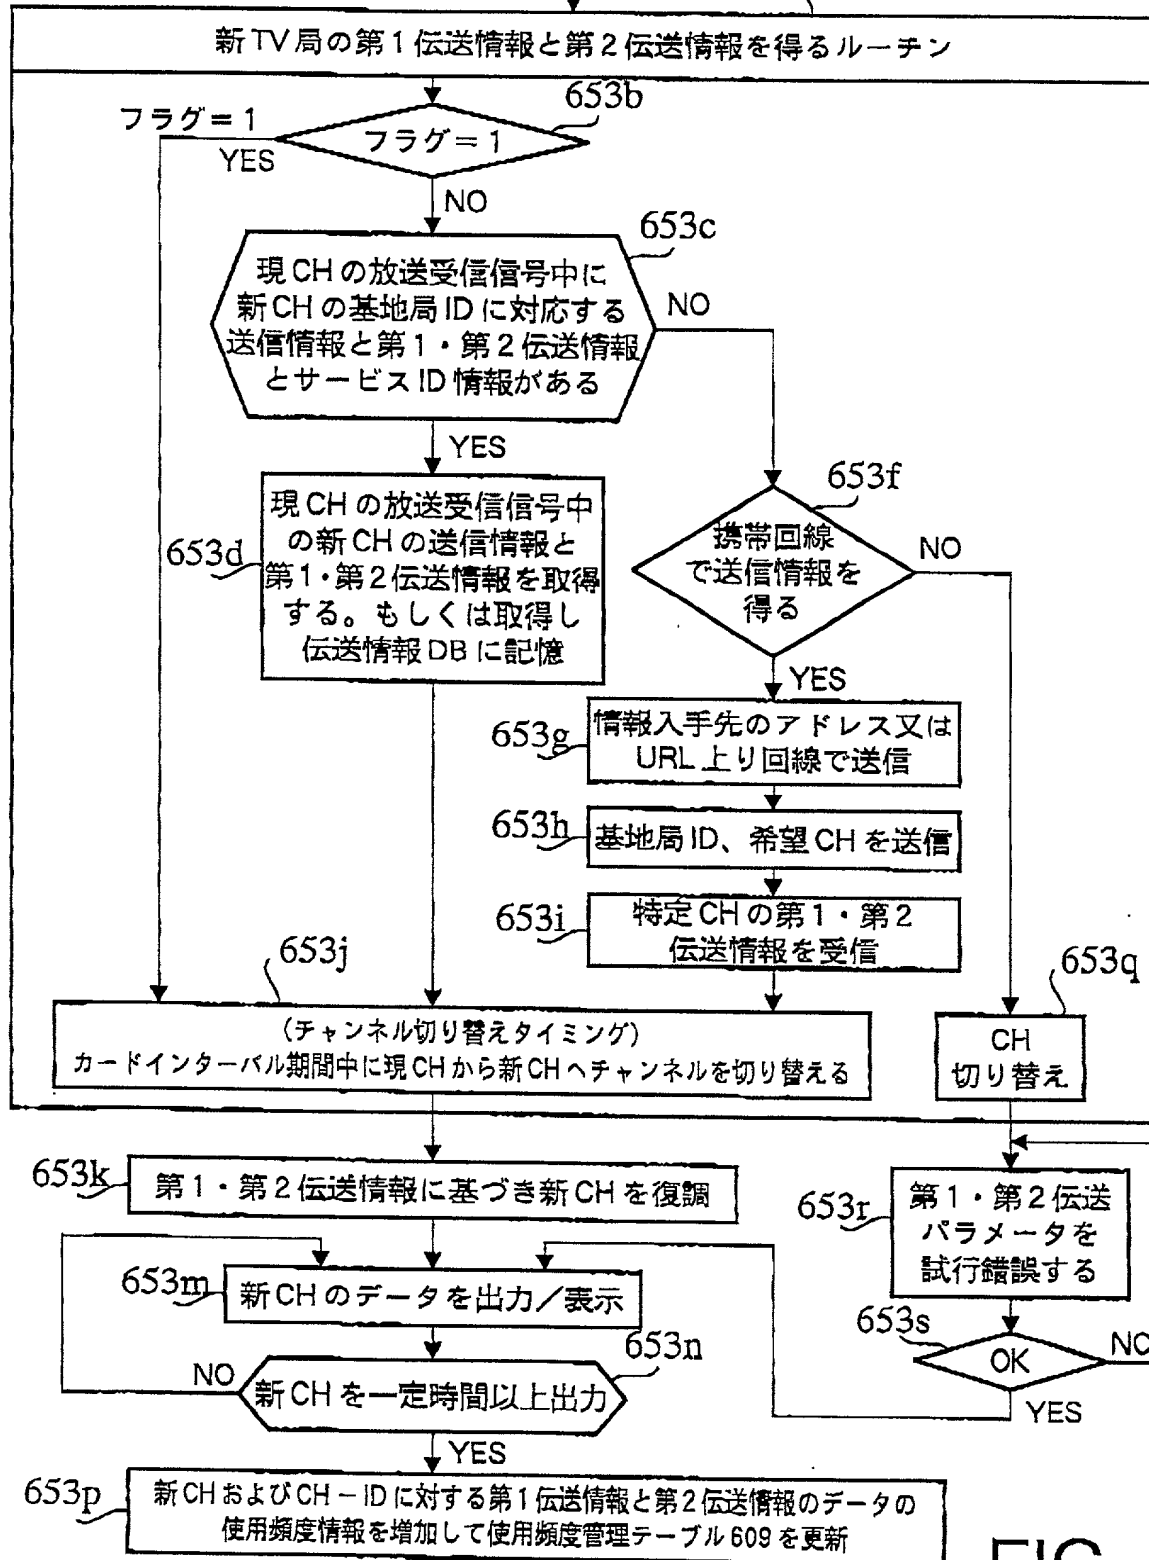 新TV局の第1伝送情報と第2伝送情報を得るルーチン
653b
フラグ=1
フラグ=1
YES
NO
653c
現CHの放送受信信号中に
新CHの基地局IDに対応する
送信情報と第1・第2伝送情報
とサービスID情報がある
NO
YES
653d
現CHの放送受信信号中
の新CHの送信情報と
第1・第2伝送情報を取得
する。もしくは取得し
伝送情報DBに記憶
653f
携帯回線
で送信情報を
得る
NO
YES
653g
情報入手先のアドレス又は
URL上り回線で送信
653h
基地局ID、希望CHを送信
653i
特定CHの第1・第2
伝送情報を受信
653j
(チャンネル切り替えタイミング)
カードインターバル期間中に現CHから新CHへチャンネルを切り替える
653q
CH
切り替え
653k
第1・第2伝送情報に基づき新CHを復調
653r
第1・第2伝送
パラメータを
試行錯誤する
653m
新CHのデータを出力/表示
653s
OK
NO
YES
653n
新CHを一定時間以上出力
NO
YES
653p
新CHおよびCH-IDに対する第1伝送情報と第2伝送情報のデータの
使用頻度情報を増加して使用頻度管理テーブル609を更新
FIG